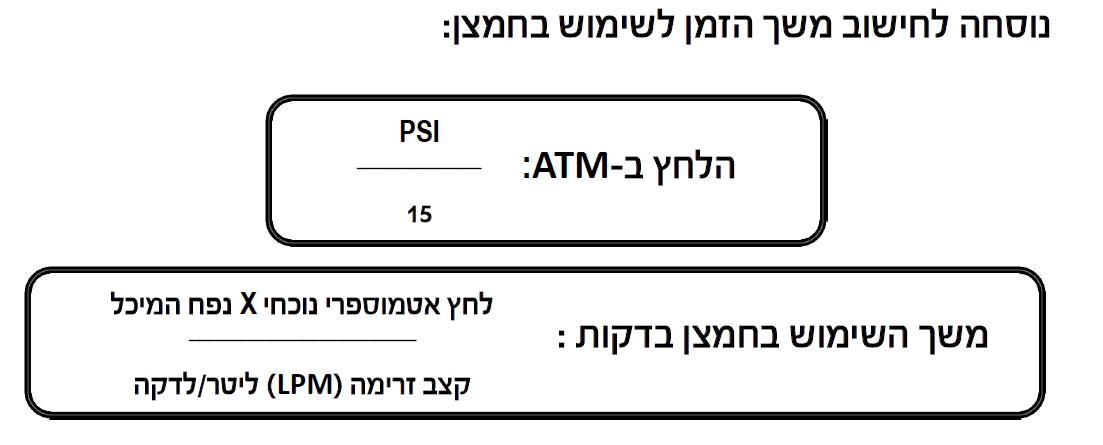 נוסחה לחישוב משך הזמן לשימוש בחמצן:
הלחץ ב-ATM:
PSI
15
משך השימוש בחמצן בדקות :
לחץ אטמוספרי נוכחי X נפח המיכל
קצב זרימה (LPM) ליטר/לדקה